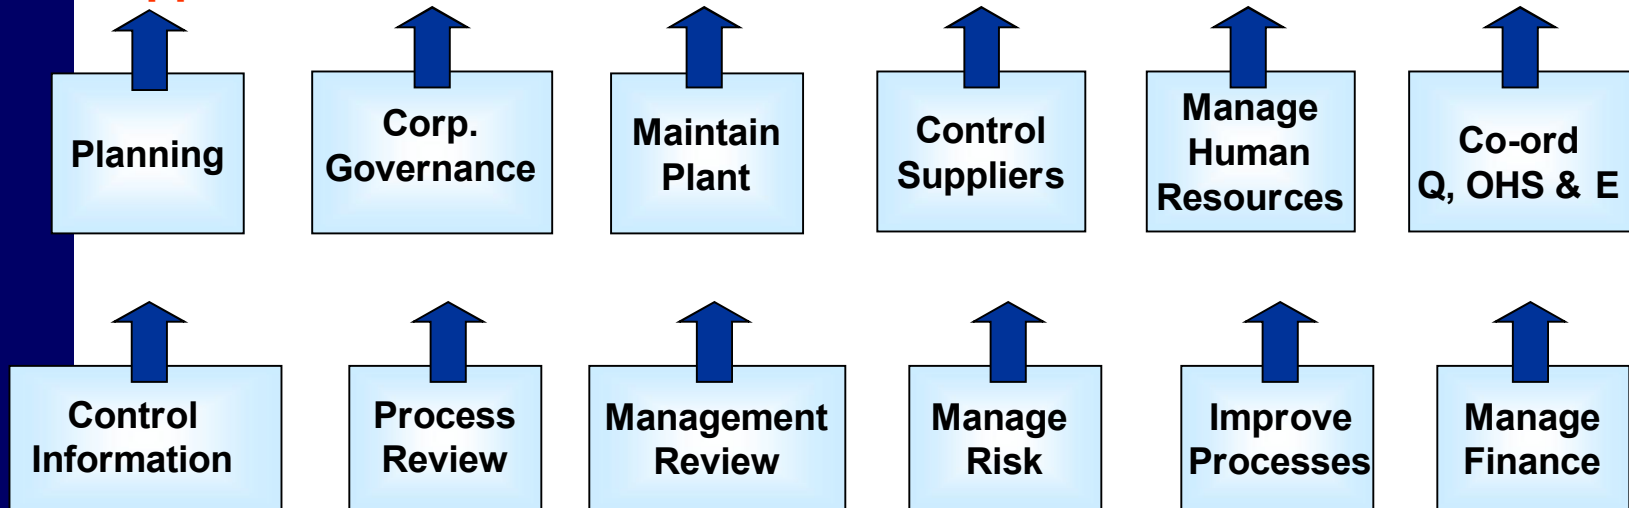 Planning
Corp.
Governance
Maintain
Plant
Control
Suppliers
Manage
Human
Resources
Co-ord
Q, OHS & E
Control
Information
Process
Review
Management
Review
Manage
Risk
Improve
Processes
Manage
Finance